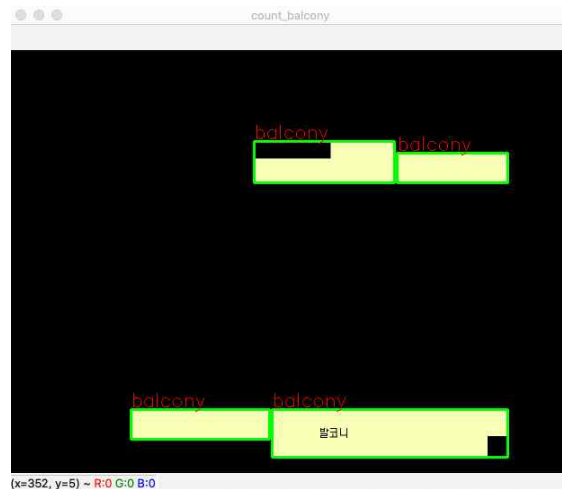 count_balcony
balcony
balcony
balcony
balcony
발코니
(x=352, y=5) ~ R:0 G:0 B:0